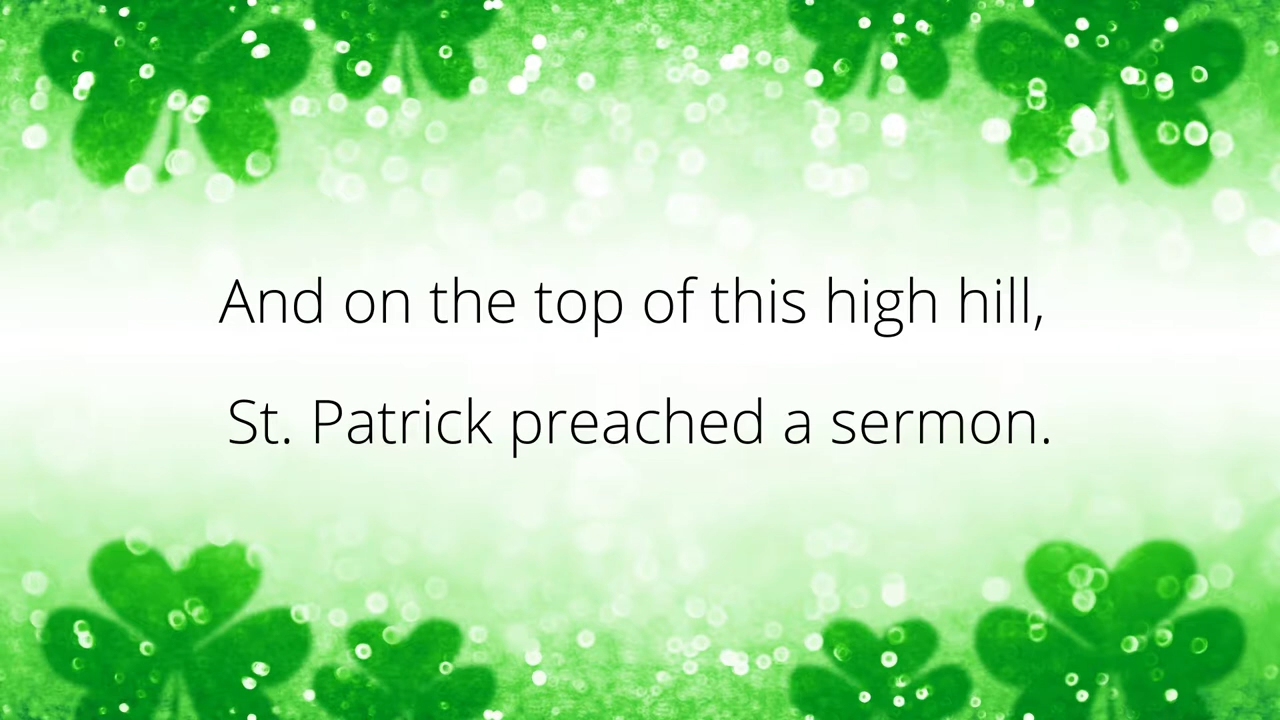 And on the top of this high hill,
St. Patrick preached a sermon.